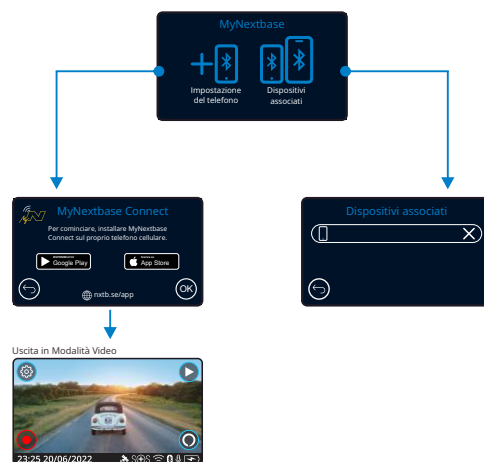 MyNextbase
Impostazione
del telefono
Dispositivi
associati
MyNextbase Connect
Per cominciare, installare MyNextbase
Connect sul proprio telefono cellulare.
Google Play
App Store
nxtb.se/app
OK
Dispositivi associati
Uscita in Modalità Video
23:25 20/06/2022
SOS